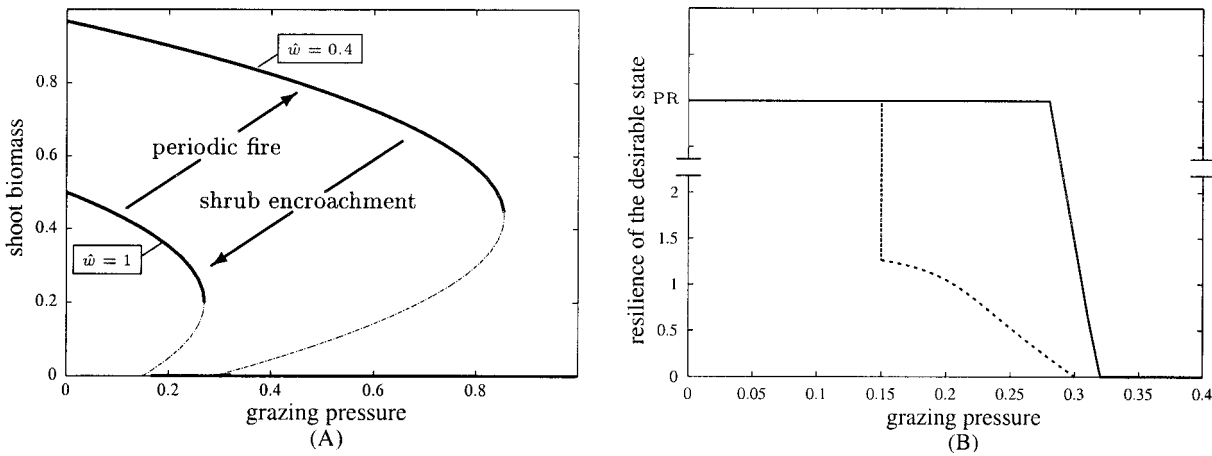 ŵ = 0.4
0.8
periodic fire
0.6
shoot biomass
shrub encroachment
0.4
ŵ = 1
0.2
0
0 0.2 0.4 0.6 0.8
grazing pressure
(A)
PR
resilience of the desirable state
2
1.5
1
0.5
0
0 0.05 0.1 0.15 0.2 0.25 0.3 0.35 0.4
grazing pressure
(B)